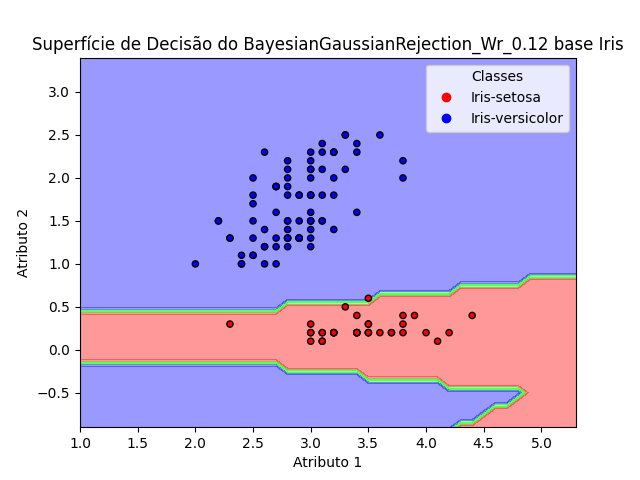 Superfície de Decisão do BayesianGaussianRejection_Wr_0.12 base Iris
Classes
Iris-setosa
Iris-versicolor
3.0
2.5
2.0
1.5
1.0
0.5
0.0
−0.5
Atributo 2
1.0 1.5 2.0 2.5 3.0 3.5 4.0 4.5 5.0
Atributo 1